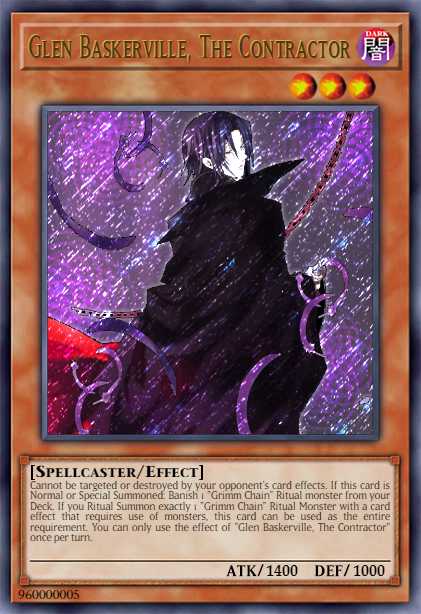 Glen Baskerville, The Contractor
DARK
闇
[Spellcaster/Effect]
Cannot be targeted or destroyed by your opponent's card effects. If this card is
Normal or Special Summoned: Banish 1 "Grimm Chain" Ritual monster from your
Deck. If you Ritual Summon exactly 1 "Grimm Chain" Ritual Monster with a card
effect that requires use of monsters, this card can be used as the entire
requirement. You can only use the effect of "Glen Baskerville, The Contractor"
once per turn.
ATK/1400 DEF/1000
960000005